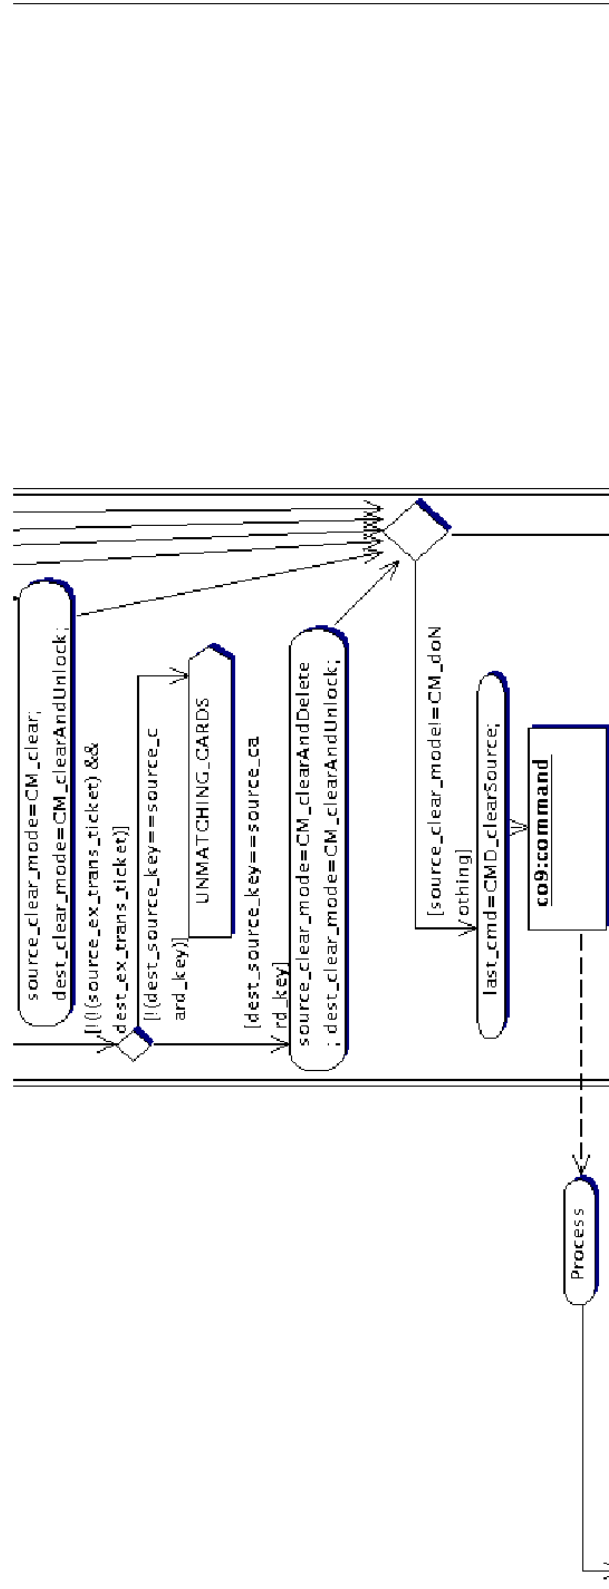 source_clear_mode=CM_clear;
dest_clear_mode=CM_clearAndUnlock;
[!((source_ex_trans_ticket) &&
dest_ex_trans_ticket)]
[!(dest_source_key==source_c
ard_key)]
UNMATCHING_CARDS
[dest_source_key==source_ca
rd_key]
source_clear_mode=CM_clearAndDelete
; dest_clear_mode=CM_clearAndUnlock;
[source_clear_mode!=CM_doN
othing]
last_cmd=CMD_clearSource;
co9:command
Process